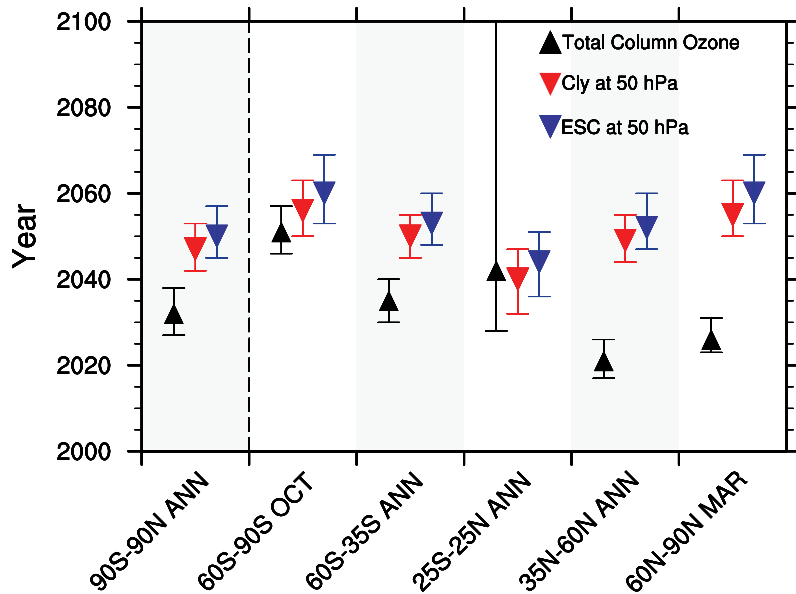 Year
2100
2080
2060
2040
2020
2000
Total Column Ozone
Cly at 50 hPa
ESC at 50 hPa
90S-90N ANN
60S-90S OCT
60S-35S ANN
25S-25N ANN
35N-60N ANN
60N-90N MAR